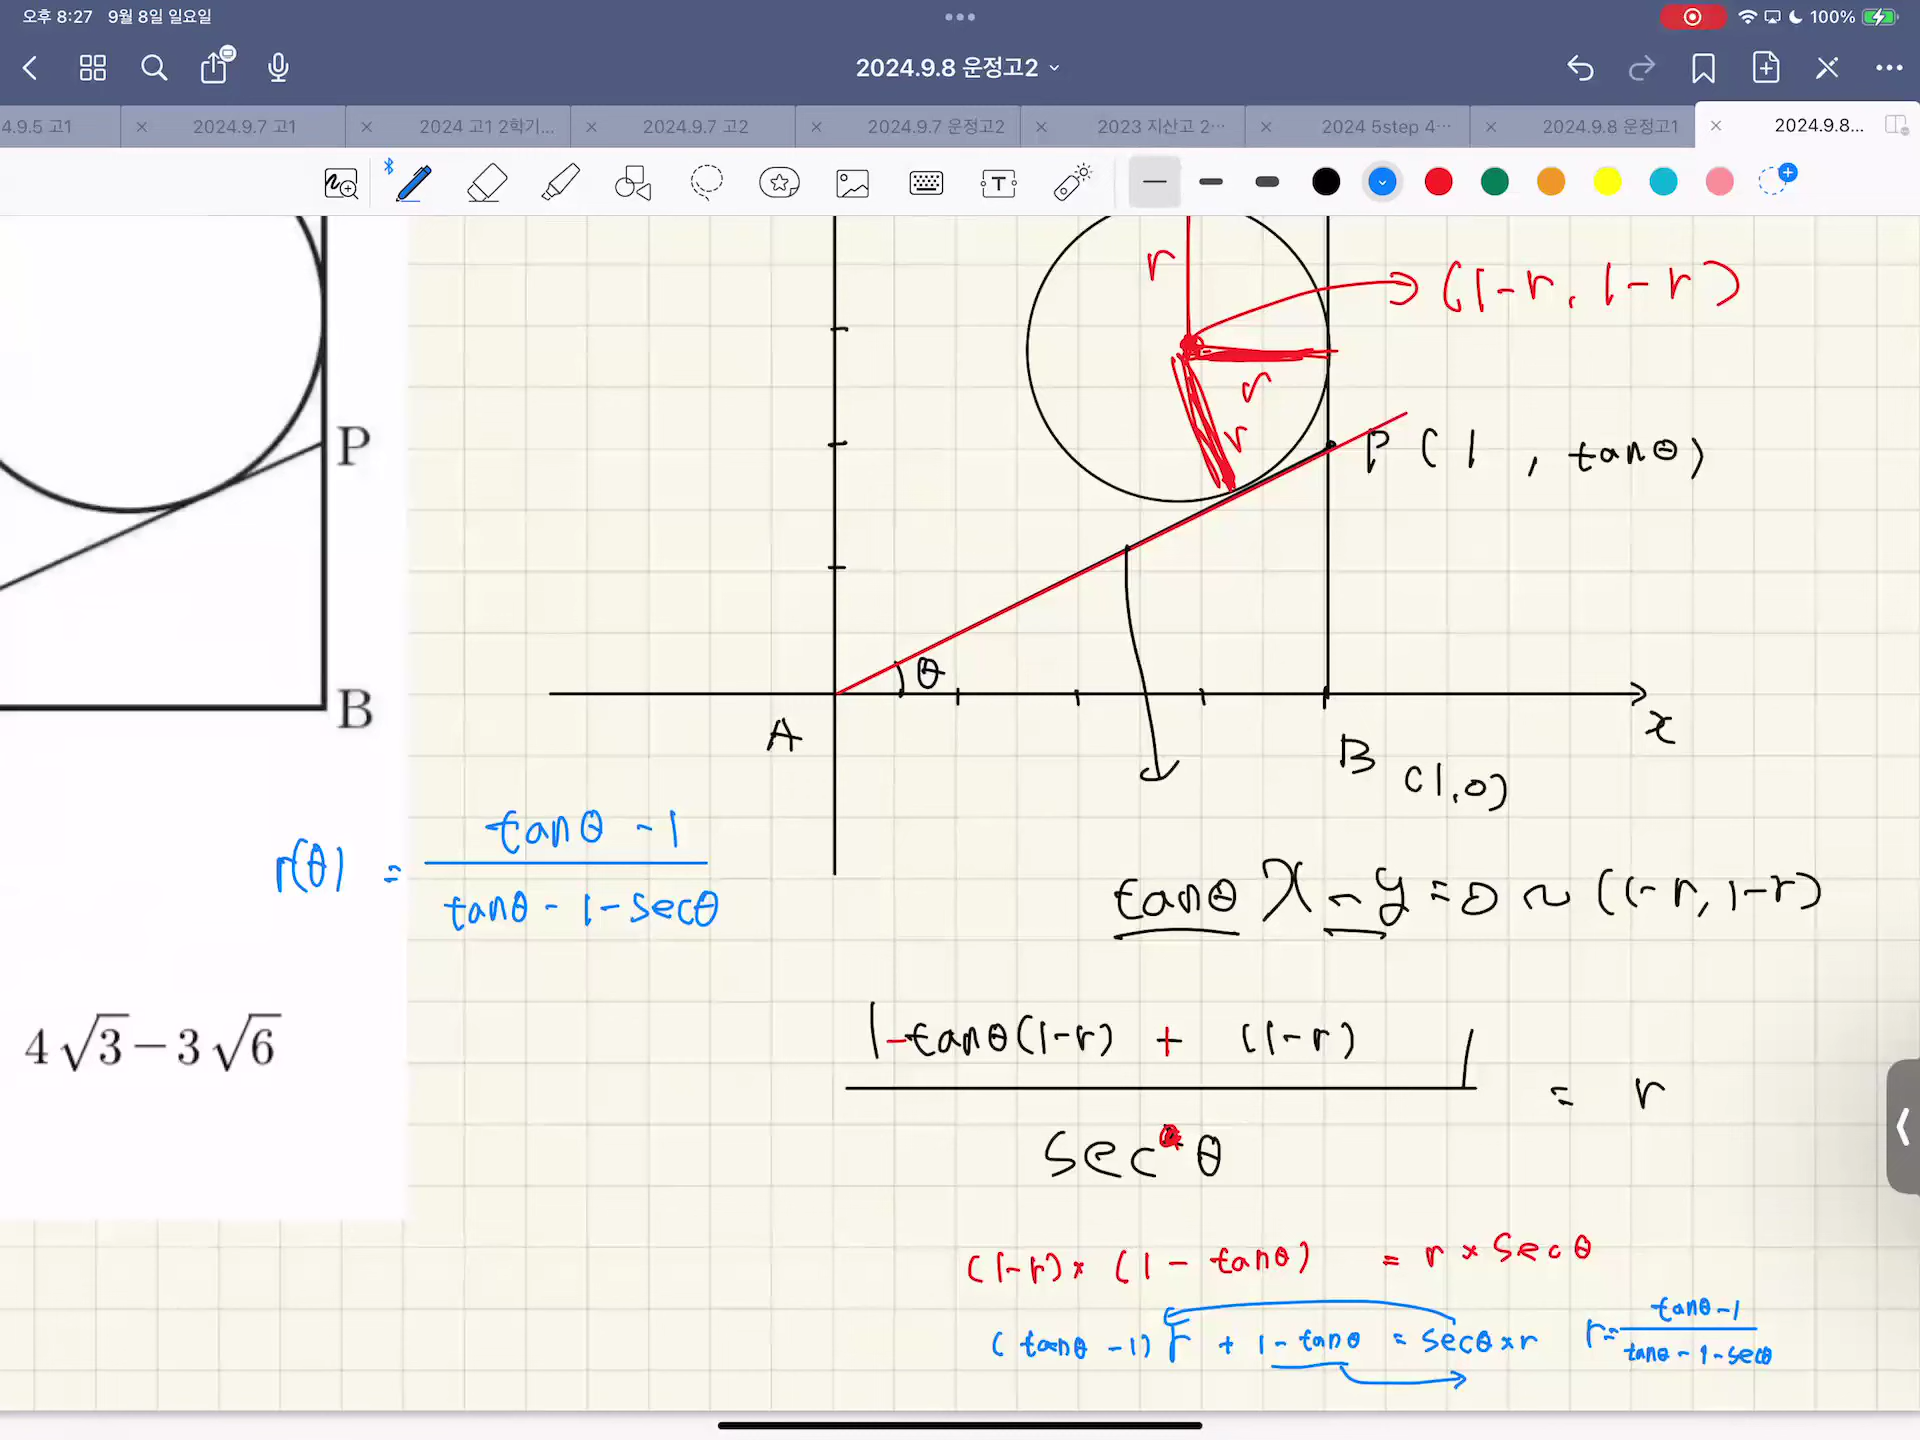 오후 8:27 9월 8일 일요일
100%
2024.9.8 운정고2
4.9.5 고1
2024.9.7 고1
2024 고1 2학기...
2024.9.7 고2
2024.9.7 운정고2
2023 지산고 2...
2024 5step 4...
2024.9.8 운정고1
2024.9.8...
r
(1-r, 1-r)
r
r
P
P (1, tanθ)
θ
A
B
B (1,0)
x
r(θ) = \frac{tanθ - 1}{tanθ - 1 - secθ}
tanθ x - y = 0 ~ (1-r, 1-r)
4√3 - 3√6
\frac{|-tanθ(1-r) + (1-r)|}{secθ} = r
(1-r) × (1 - tanθ) = r × secθ
(tanθ - 1) r + 1 - tanθ = secθ × r
r = \frac{tanθ - 1}{tanθ - 1 - secθ}